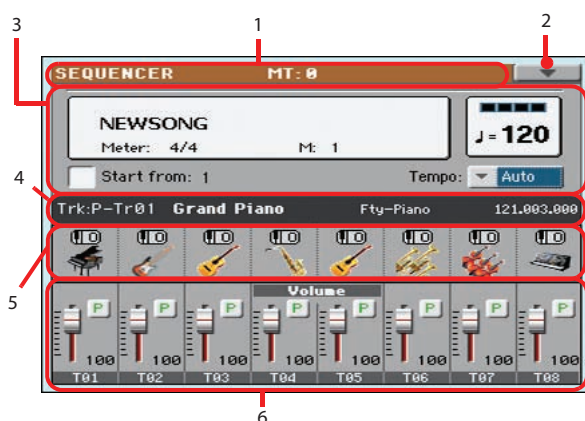 1
2
3
SEQUENCER MT: 0
NEWSONG
Meter: 4/4 M: 1
♩= 120
Start from: 1 Tempo: Auto
4
Trk:P-Tr01 Grand Piano Fty-Piano 121.003.000
5
Volume
P P P P P P P P
100 100 100 100 100 100 100 100
T01 T02 T03 T04 T05 T06 T07 T08
6